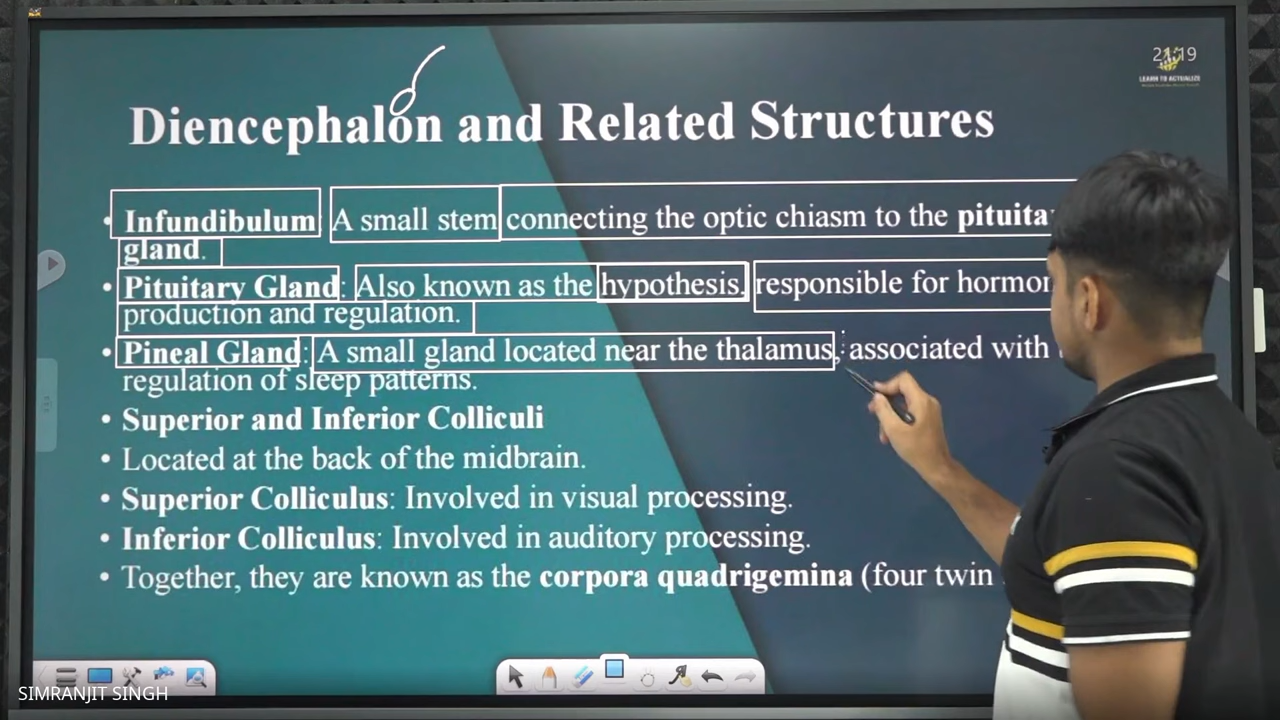 21:19
LEARN TO ACTUALIZE
Diencephalon and Related Structures
• Infundibulum A small stem connecting the optic chiasm to the
gland.
• Pituitary Gland: Also known as the hypothesis, responsible for
production and regulation.
• Pineal Gland: A small gland located near the thalamus, associated with
regulation of sleep patterns.
• Superior and Inferior Colliculi
• Located at the back of the midbrain.
• Superior Colliculus: Involved in visual processing.
• Inferior Colliculus: Involved in auditory processing.
• Together, they are known as the corpora quadrigemina (four twin
SIMRANJIT SINGH